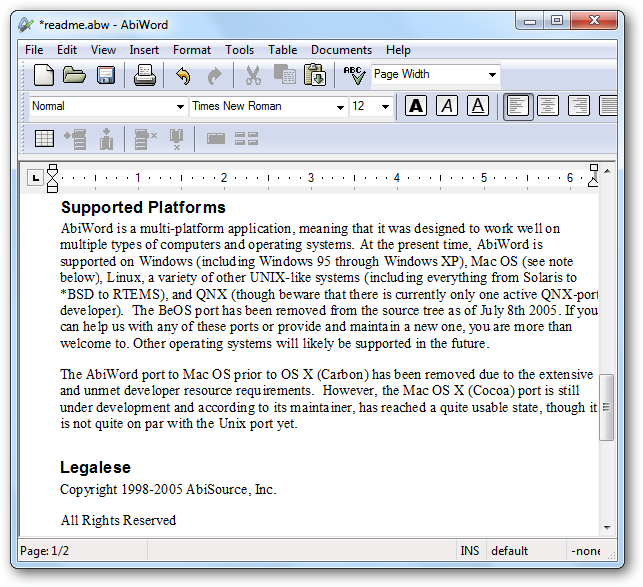 *readme.abw - AbiWord
File Edit View Insert Format Tools Table Documents Help
ABC Page Width
Normal Times New Roman 12 A A A
1 2 3 4 5 6
Supported Platforms
AbiWord is a multi-platform application, meaning that it was designed to work well on
multiple types of computers and operating systems. At the present time, AbiWord is
supported on Windows (including Windows 95 through Windows XP), Mac OS (see note
below), Linux, a variety of other UNIX-like systems (including everything from Solaris to
*BSD to RTEMS), and QNX (though beware that there is currently only one active QNX-port
developer).  The BeOS port has been removed from the source tree as of July 8th 2005. If you
can help us with any of these ports or provide and maintain a new one, you are more than
welcome to. Other operating systems will likely be supported in the future.
The AbiWord port to Mac OS prior to OS X (Carbon) has been removed due to the extensive
and unmet developer resource requirements.  However, the Mac OS X (Cocoa) port is still
under development and according to its maintainer, has reached a quite usable state, though it
is not quite on par with the Unix port yet.
Legalese
Copyright 1998-2005 AbiSource, Inc.
All Rights Reserved
Page: 1/2 INS default -none